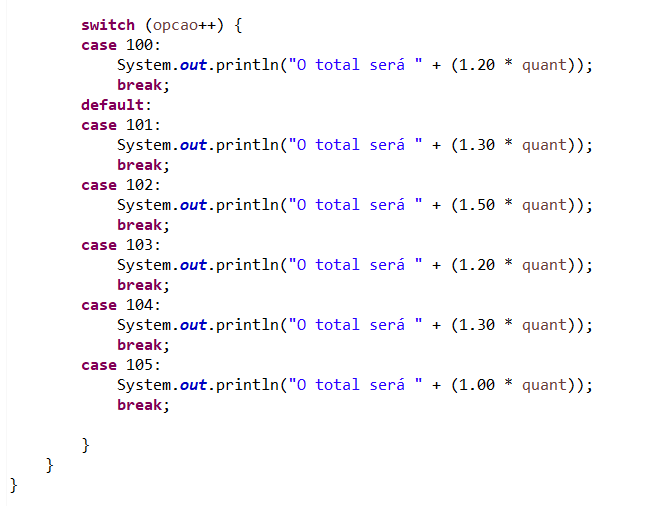 switch (opcao++) {
case 100:
System.out.println("O total será " + (1.20 * quant));
break;
default:
case 101:
System.out.println("O total será " + (1.30 * quant));
break;
case 102:
System.out.println("O total será " + (1.50 * quant));
break;
case 103:
System.out.println("O total será " + (1.20 * quant));
break;
case 104:
System.out.println("O total será " + (1.30 * quant));
break;
case 105:
System.out.println("O total será " + (1.00 * quant));
break;
}
}
}